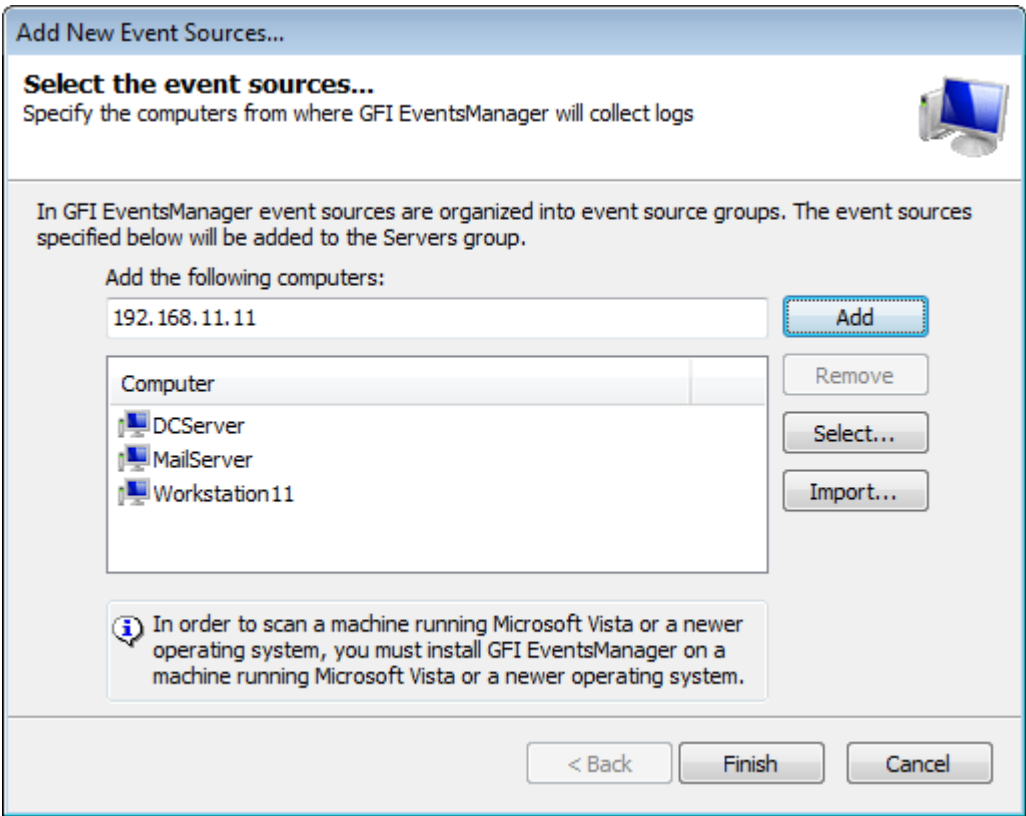 Add New Event Sources...
Select the event sources...
Specify the computers from where GFI EventsManager will collect logs
In GFI EventsManager event sources are organized into event source groups. The event sources
specified below will be added to the Servers group.
Add the following computers:
192.168.11.11
Add
Computer
Remove
DCServer
Select...
MailServer
Workstation11
Import...
In order to scan a machine running Microsoft Vista or a newer
operating system, you must install GFI EventsManager on a
machine running Microsoft Vista or a newer operating system.
< Back
Finish
Cancel